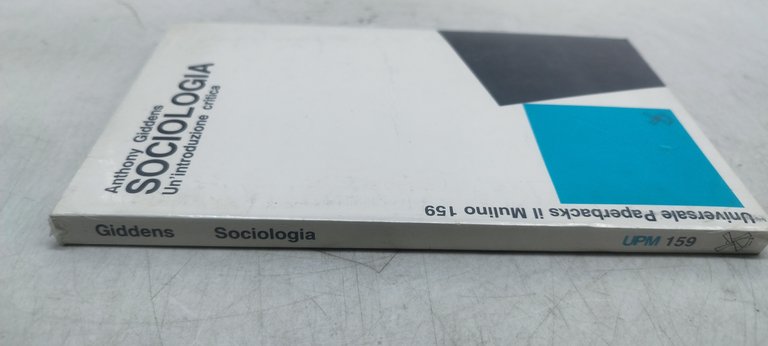 Anthony Giddens
SOCIOLOGIA
Un'introduzione critica
Universale Paperbacks il Mulino 159
Giddens Sociologia UPM 159